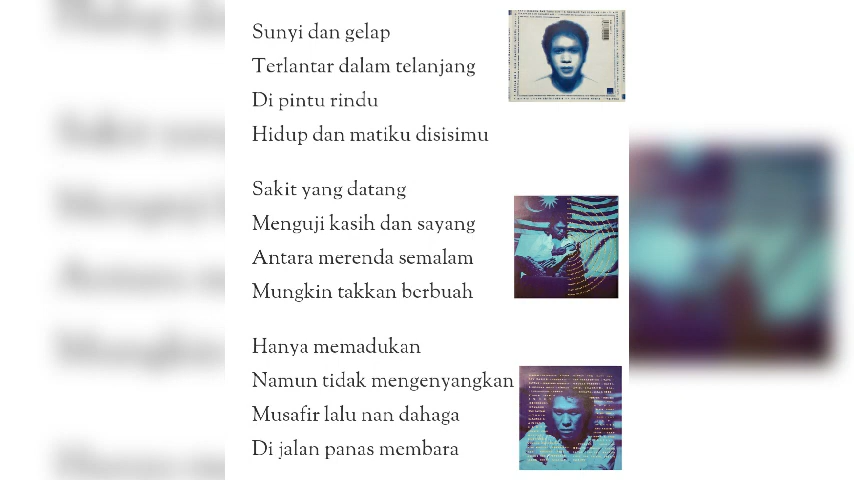 Sunyi dan gelap
Terlantar dalam telanjang
Di pintu rindu
Hidup dan matiku disisimu
Sakit yang datang
Menguji kasih dan sayang
Antara merenda semalam
Mungkin takkan berbuah
Hanya memadukan
Namun tidak mengenyangkan
Musafir lalu nan dahaga
Di jalan panas membara